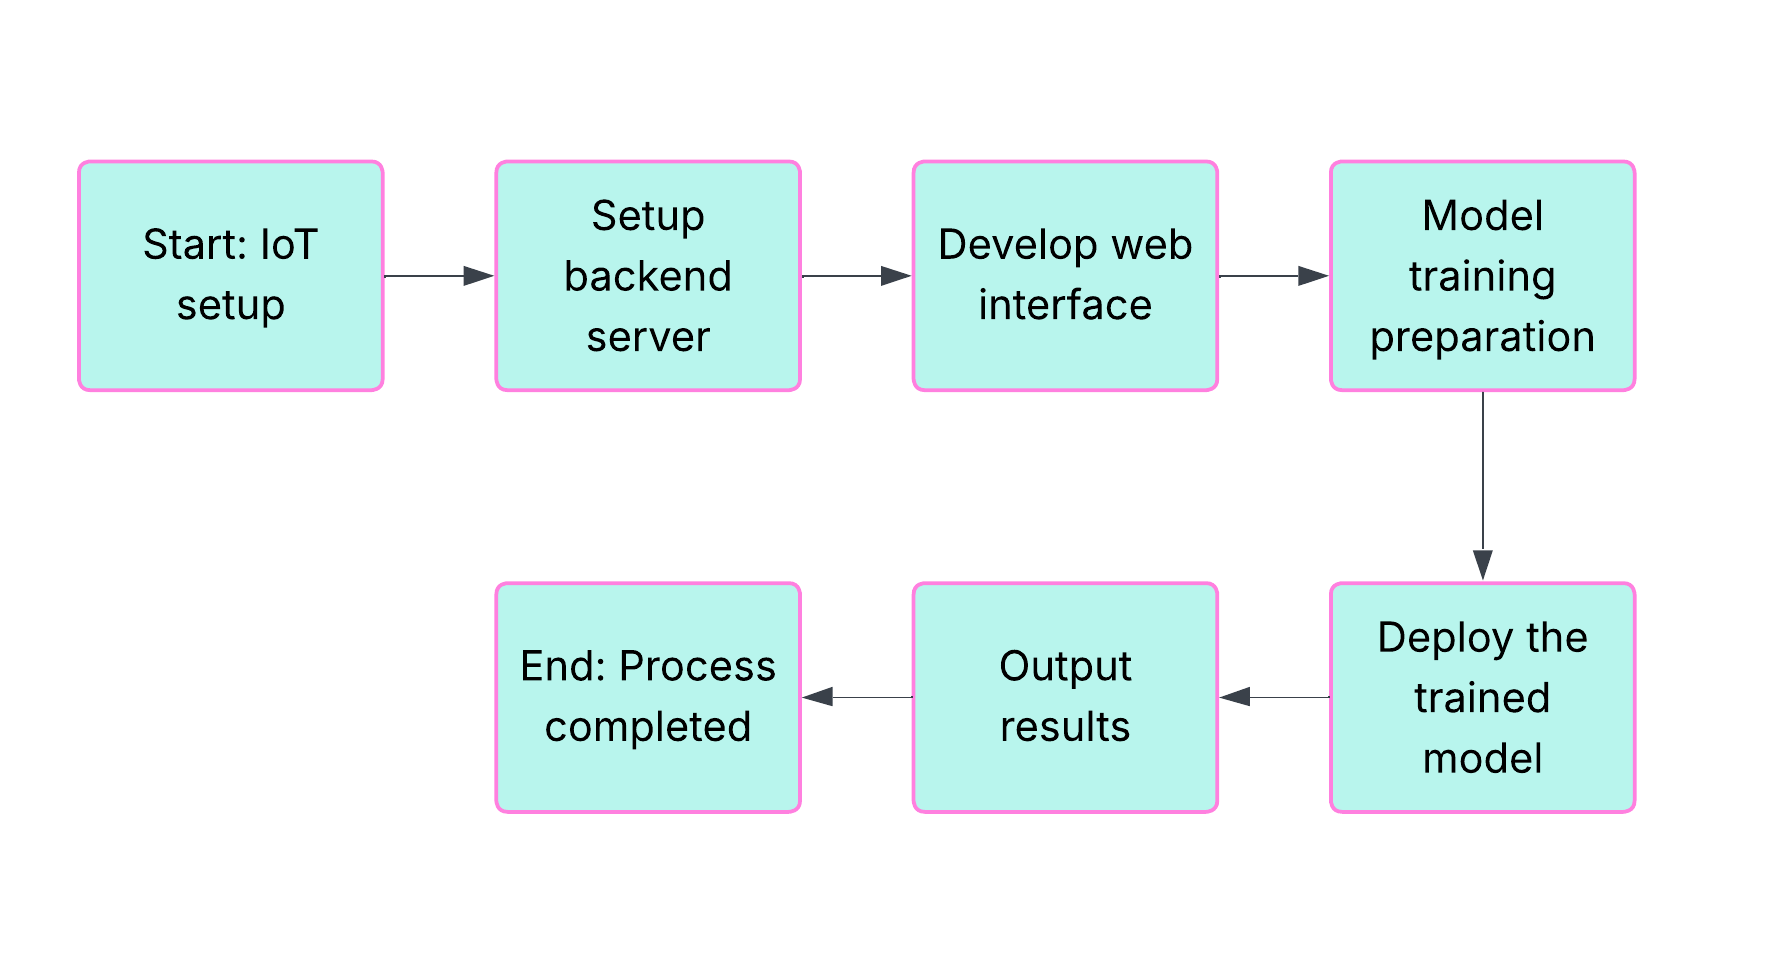 Start: IoT
setup
Setup
backend
server
Develop web
interface
Model
training
preparation
Deploy the
trained
model
Output
results
End: Process
completed